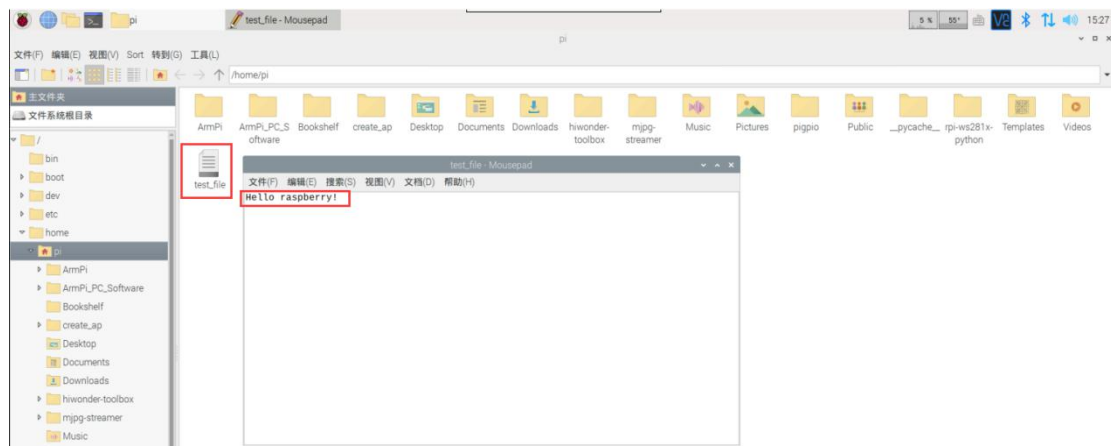 pi
test_file - Mousepad
5 %
55°
V2
15:27
pi
文件(F) 编辑(E) 视图(V) Sort 转到(G) 工具(L)
/home/pi
主文件夹
文件系统根目录
/
bin
boot
dev
etc
home
pi
ArmPi
ArmPi_PC_Software
Bookshelf
create_ap
Desktop
Documents
Downloads
hiwonder-toolbox
mjpg-streamer
Music
ArmPi
ArmPi_PC_S
oftware
Bookshelf
create_ap
Desktop
Documents
Downloads
hiwonder-
toolbox
mjpg-
streamer
Music
Pictures
pigpio
Public
__pycache__
rpi-ws281x-
python
Templates
Videos
test_file
test_file - Mousepad
文件(F) 编辑(E) 搜索(S) 视图(V) 文档(D) 帮助(H)
Hello raspberry!